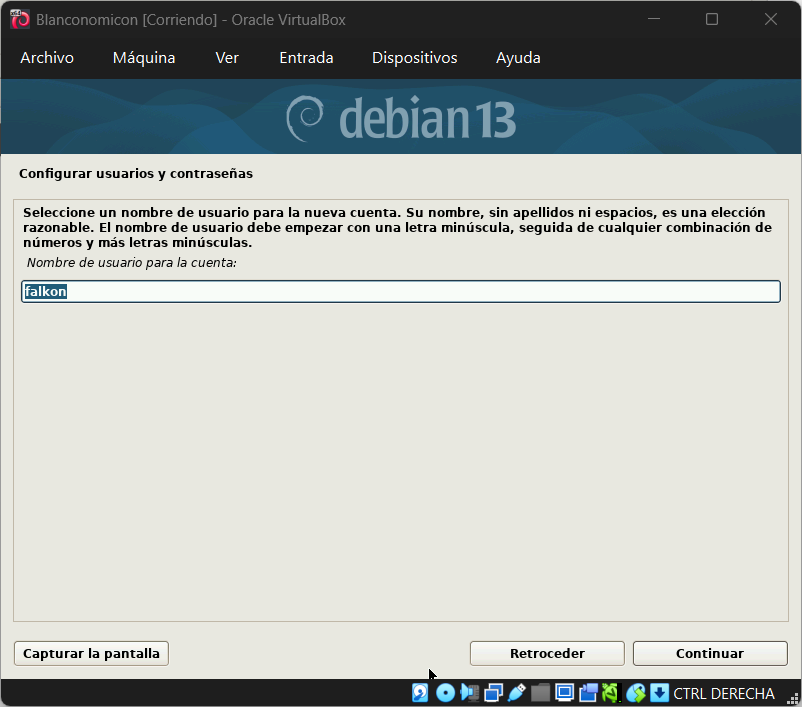 Blanconomicon [Corriendo] - Oracle VirtualBox
Archivo Máquina Ver Entrada Dispositivos Ayuda
debian 13
Configurar usuarios y contraseñas
Seleccione un nombre de usuario para la nueva cuenta. Su nombre, sin apellidos ni espacios, es una elección
razonable. El nombre de usuario debe empezar con una letra minúscula, seguida de cualquier combinación de
números y más letras minúsculas.
Nombre de usuario para la cuenta:
falkon
Capturar la pantalla Retroceder Continuar
CTRL DERECHA